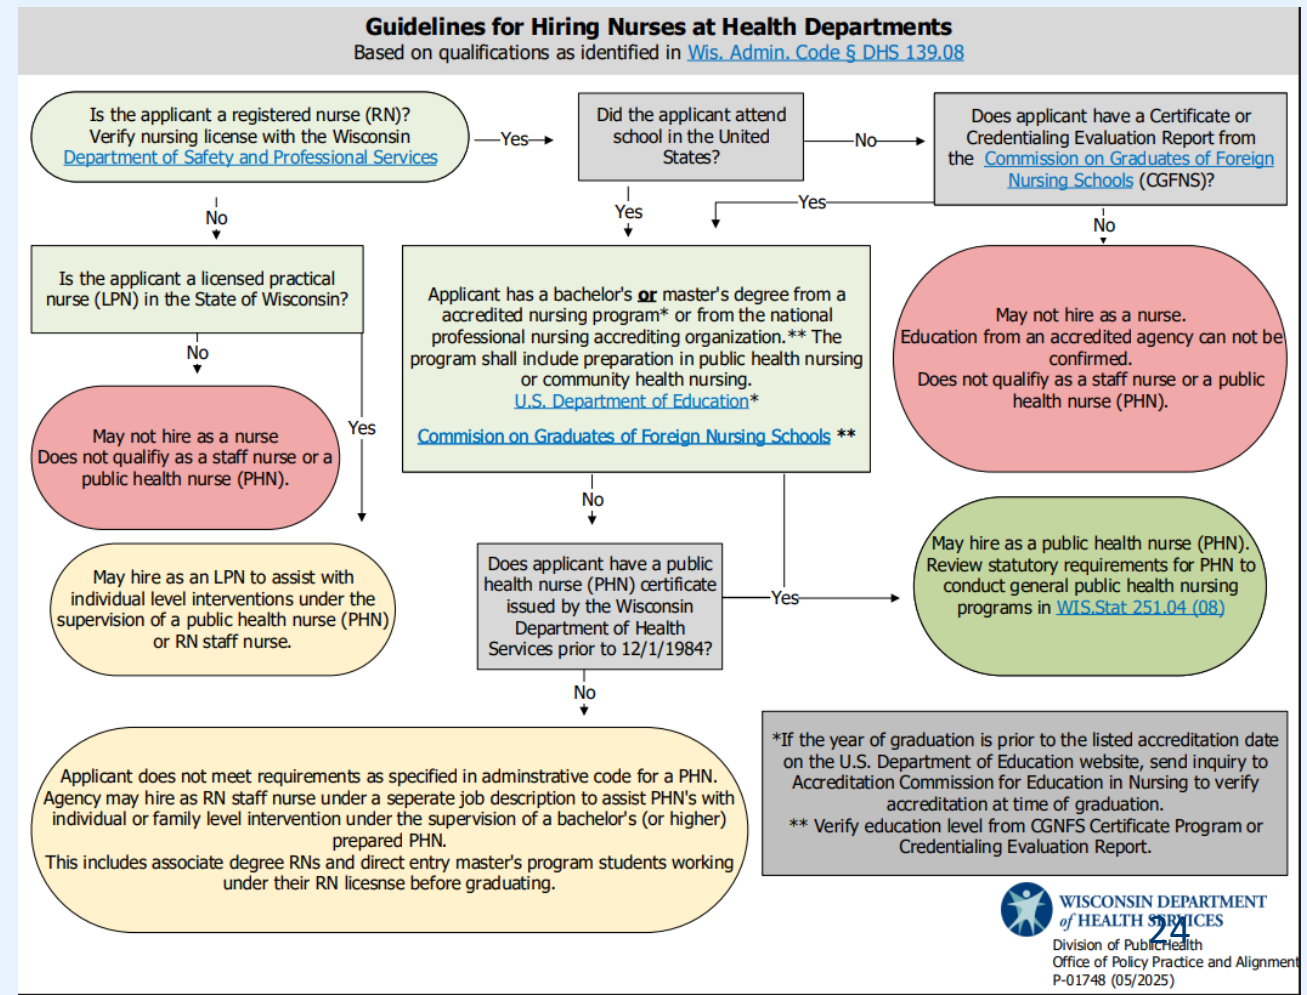 Guidelines for Hiring Nurses at Health Departments
Based on qualifications as identified in Wis. Admin. Code § DHS 139.08
Is the applicant a registered nurse (RN)?
Verify nursing license with the Wisconsin
Department of Safety and Professional Services
Yes
Did the applicant attend
school in the United
States?
No
Does applicant have a Certificate or
Credentialing Evaluation Report from
the Commission on Graduates of Foreign
Nursing Schools (CGFNS)?
No
Yes
Yes
No
Is the applicant a licensed practical
nurse (LPN) in the State of Wisconsin?
No
Yes
May not hire as a nurse
Does not qualifiy as a staff nurse or a
public health nurse (PHN).
May hire as an LPN to assist with
individual level interventions under the
supervision of a public health nurse (PHN)
or RN staff nurse.
Applicant has a bachelor's or master's degree from a
accredited nursing program* or from the national
professional nursing accrediting organization.** The
program shall include preparation in public health nursing
or community health nursing.
U.S. Department of Education*
Commision on Graduates of Foreign Nursing Schools **
May not hire as a nurse.
Education from an accredited agency can not be
confirmed.
Does not qualifiy as a staff nurse or a public
health nurse (PHN).
No
Does applicant have a public
health nurse (PHN) certificate
issued by the Wisconsin
Department of Health
Services prior to 12/1/1984?
Yes
May hire as a public health nurse (PHN).
Review statutory requirements for PHN to
conduct general public health nursing
programs in WIS.Stat 251.04 (08)
No
Applicant does not meet requirements as specified in adminstrative code for a PHN.
Agency may hire as RN staff nurse under a seperate job description to assist PHN's with
individual or family level intervention under the supervision of a bachelor's (or higher)
prepared PHN.
This includes associate degree RNs and direct entry master's program students working
under their RN licesnse before graduating.
*If the year of graduation is prior to the listed accreditation date
on the U.S. Department of Education website, send inquiry to
Accreditation Commission for Education in Nursing to verify
accreditation at time of graduation.
** Verify education level from CGNFS Certificate Program or
Credentialing Evaluation Report.
WISCONSIN DEPARTMENT
of HEALTH SERVICES
24
Division of PublicHealth
Office of Policy Practice and Alignment
P-01748 (05/2025)